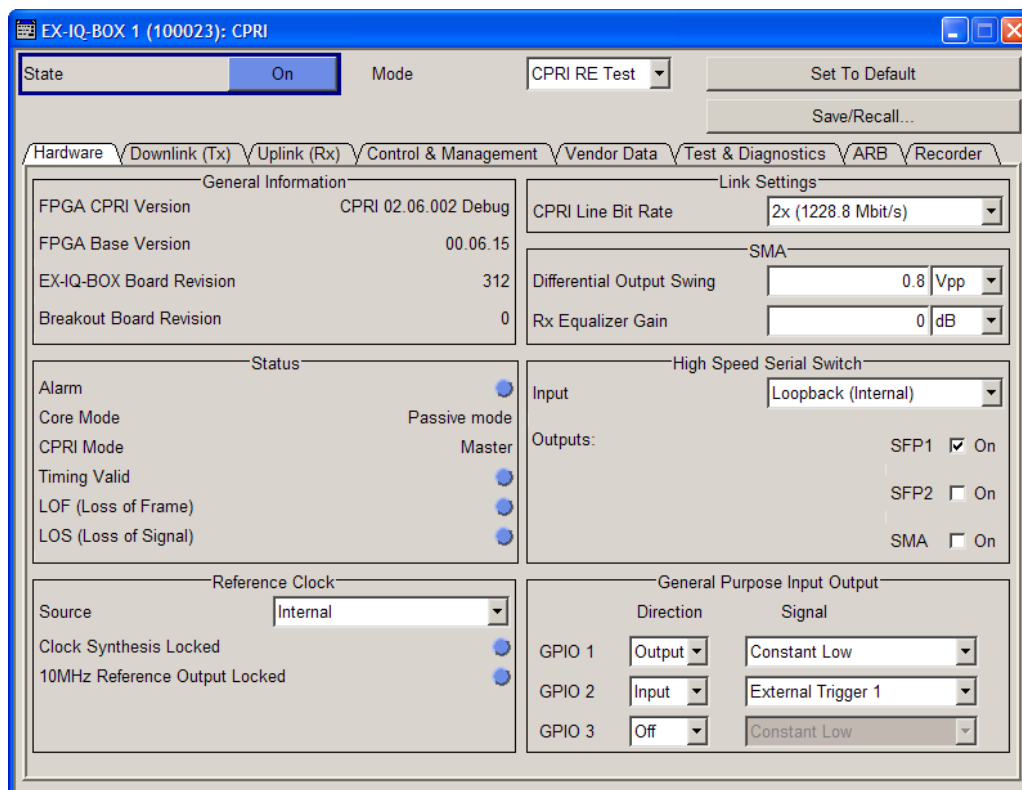 EX-IQ-BOX 1 (100023): CPRI
State On Mode CPRI RE Test Set To Default
Save/Recall...
Hardware Downlink (Tx) Uplink (Rx) Control & Management Vendor Data Test & Diagnostics ARB Recorder
General Information
FPGA CPRI Version CPRI 02.06.002 Debug
FPGA Base Version 00.06.15
EX-IQ-BOX Board Revision 312
Breakout Board Revision 0
Link Settings
CPRI Line Bit Rate 2x (1228.8 Mbit/s)
SMA
Differential Output Swing 0.8 Vpp
Rx Equalizer Gain 0 dB
Status
Alarm
Core Mode Passive mode
CPRI Mode Master
Timing Valid
LOF (Loss of Frame)
LOS (Loss of Signal)
High Speed Serial Switch
Input Loopback (Internal)
Outputs: SFP1 On
SFP2 On
SMA On
Reference Clock
Source Internal
Clock Synthesis Locked
10MHz Reference Output Locked
General Purpose Input Output
Direction Signal
GPIO 1 Output Constant Low
GPIO 2 Input External Trigger 1
GPIO 3 Off Constant Low